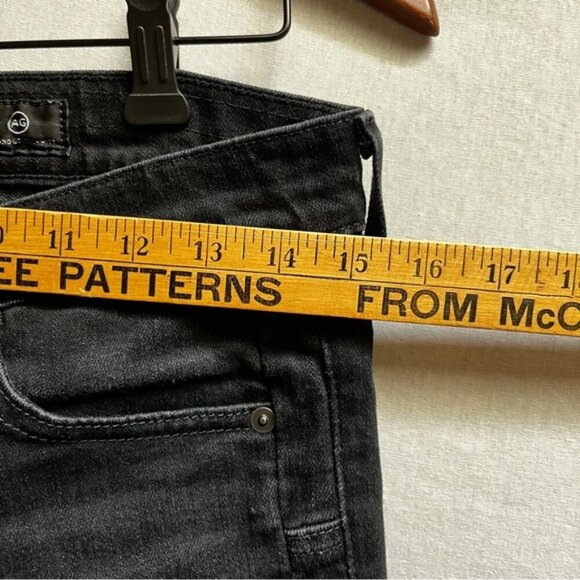 AG
11 12 13 14 15 16 17
EE PATTERNS FROM McC